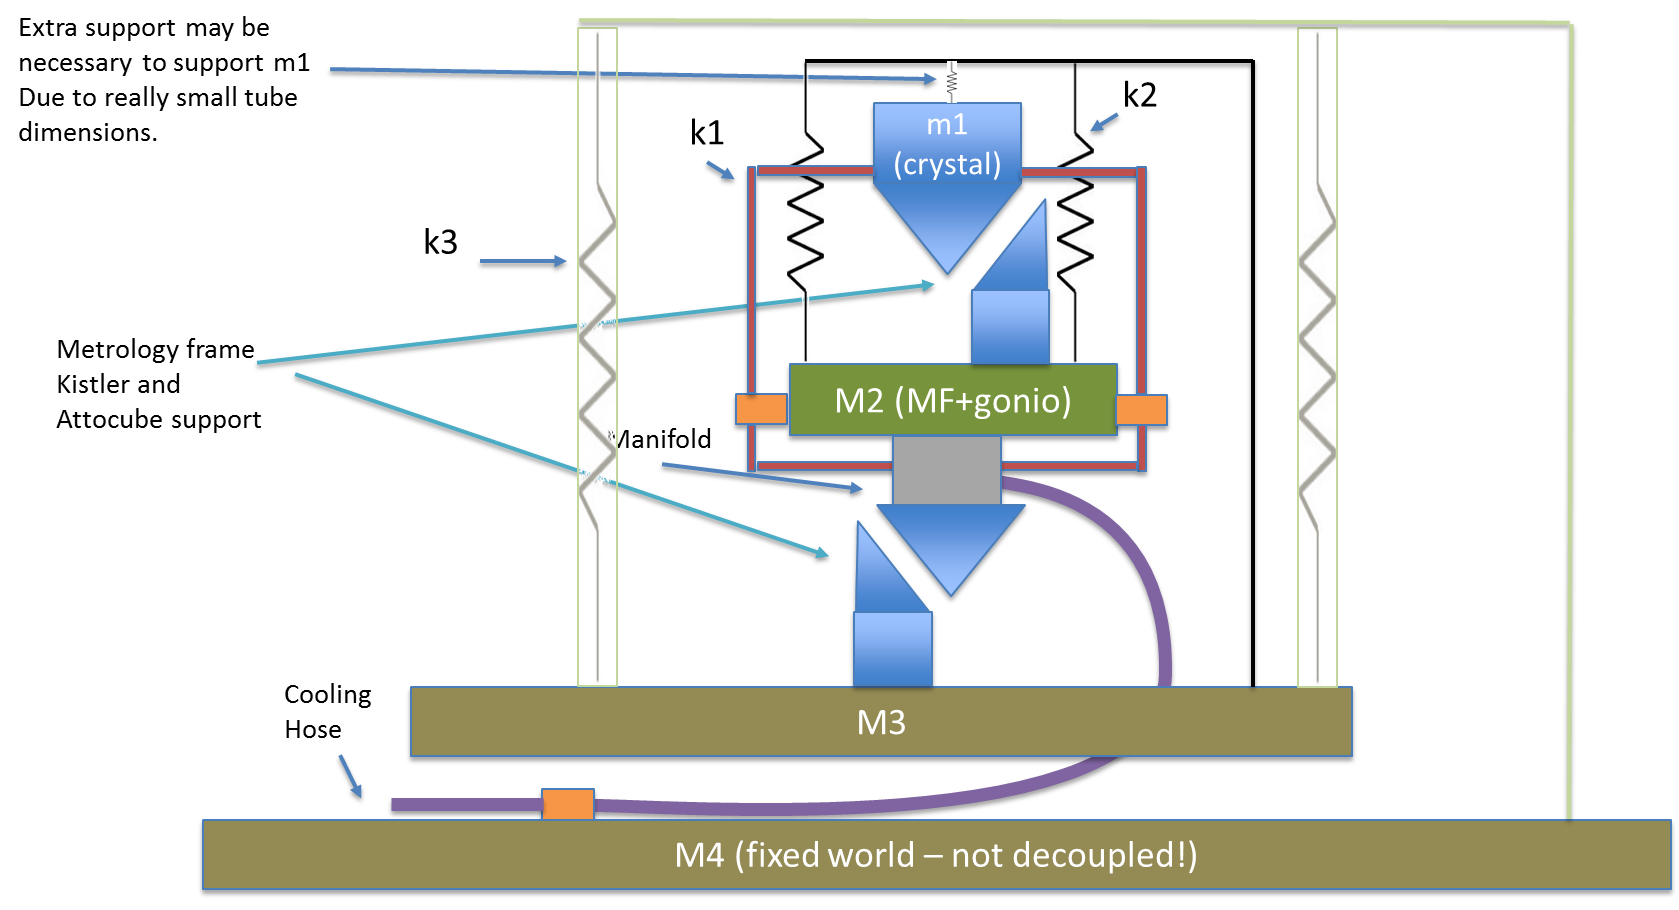 Extra support may be
necessary to support m1
Due to really small tube
dimensions.
k1
k2
m1
(crystal)
k3
Metrology frame
Kistler and
Attocube support
M2 (MF+gonio)
Manifold
Cooling
Hose
M3
M4 (fixed world – not decoupled!)